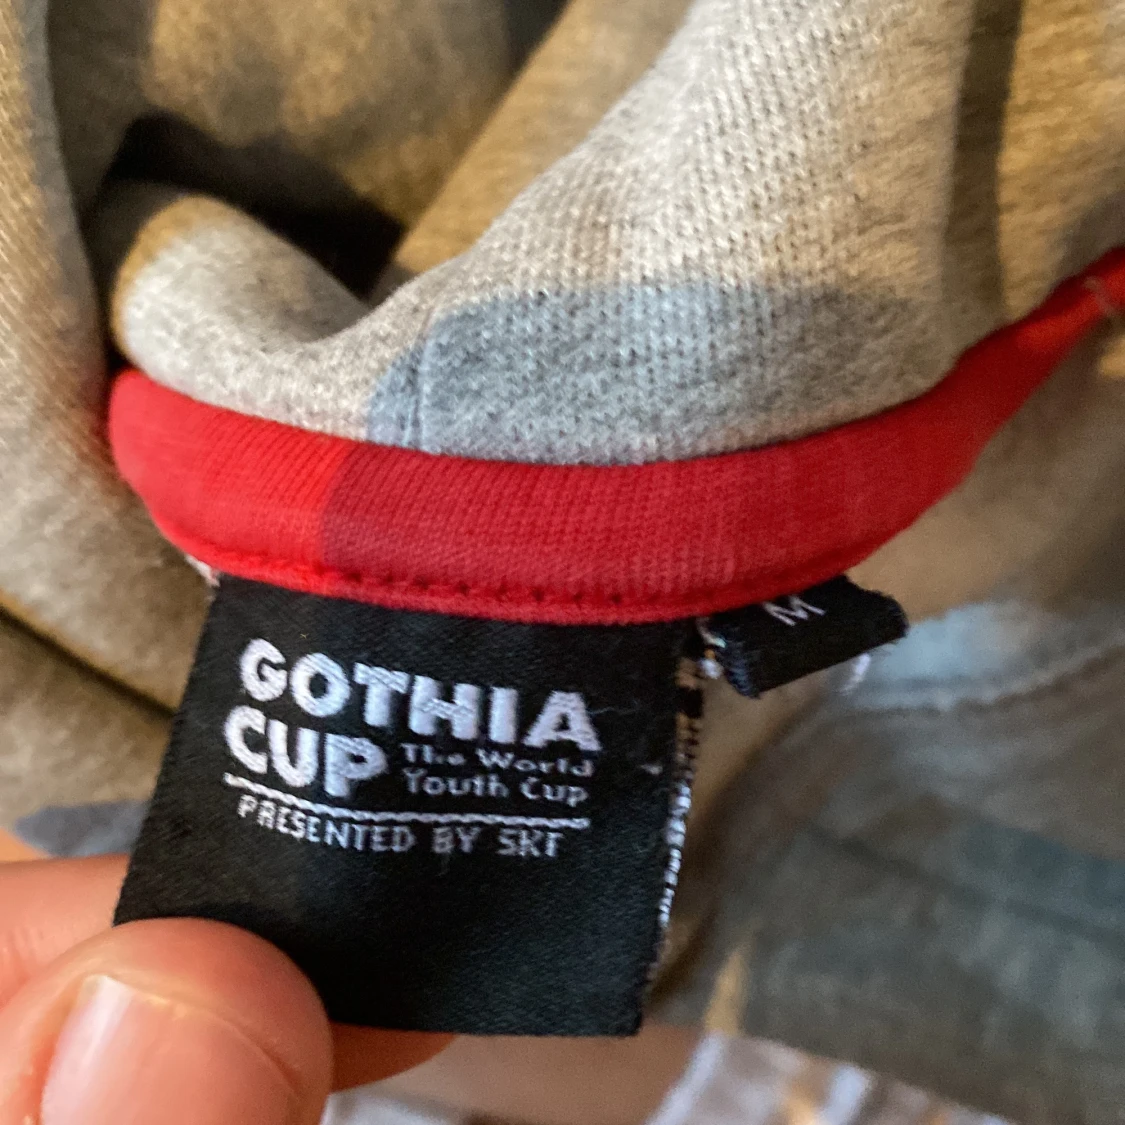 GOTHIA
CUP The World
Youth Cup
PRESENTED BY SKF
M